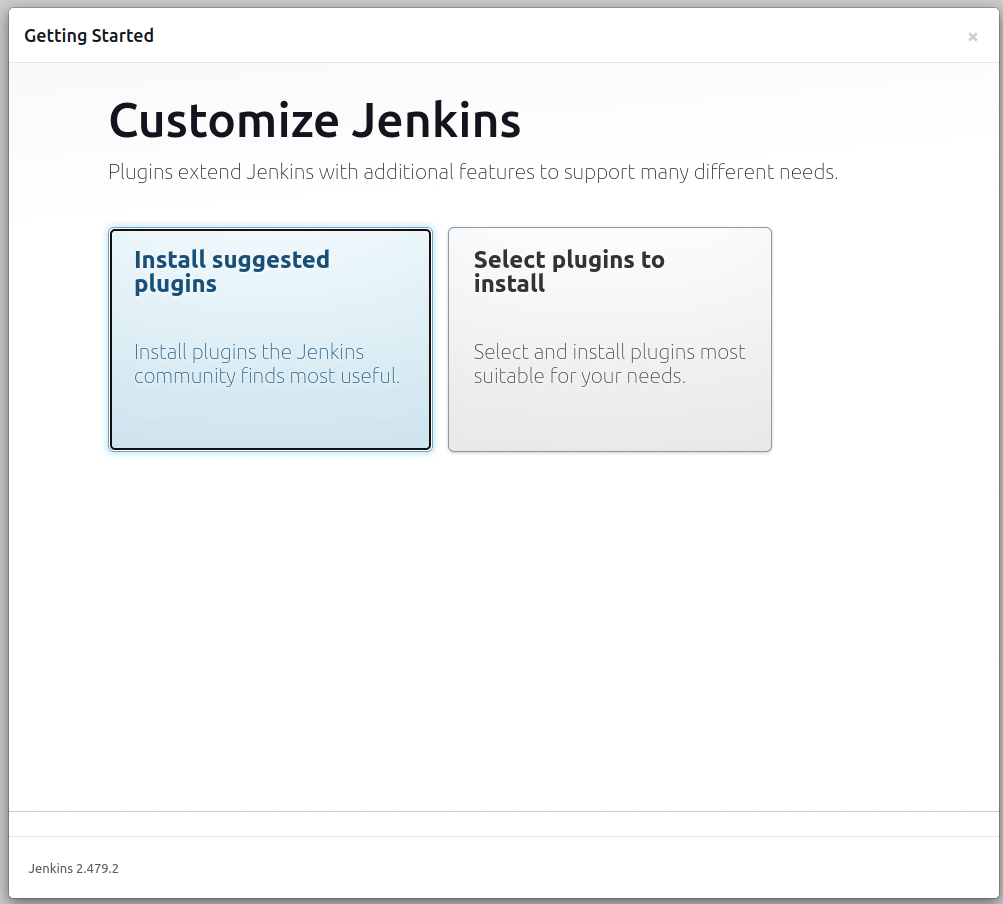 Getting Started
×
Customize Jenkins
Plugins extend Jenkins with additional features to support many different needs.
Install suggested
plugins
Install plugins the Jenkins
community finds most useful.
Select plugins to
install
Select and install plugins most
suitable for your needs.
Jenkins 2.479.2